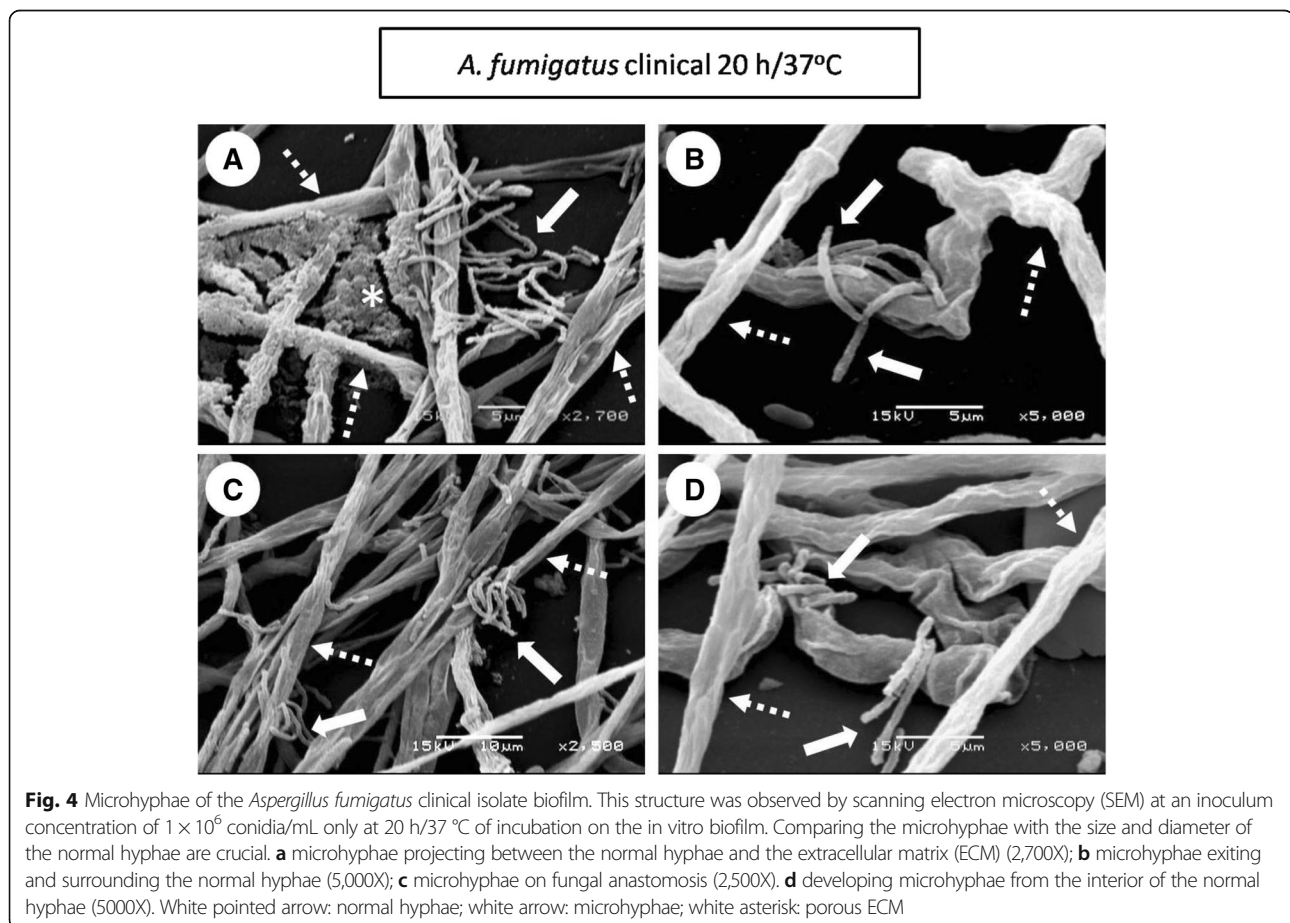 A. fumigatus clinical 20 h/37ºC
A
15kV 5μm x2,700
*
B
15kV 5μm x5,000
C
15kV 10μm x2,500
D
15kV 5μm x5,000
Fig. 4 Microhyphae of the Aspergillus fumigatus clinical isolate biofilm. This structure was observed by scanning electron microscopy (SEM) at an inoculum
concentration of 1 × 10⁶ conidia/mL only at 20 h/37 °C of incubation on the in vitro biofilm. Comparing the microhyphae with the size and diameter of
the normal hyphae are crucial. a microhyphae projecting between the normal hyphae and the extracellular matrix (ECM) (2,700X); b microhyphae exiting
and surrounding the normal hyphae (5,000X); c microhyphae on fungal anastomosis (2,500X). d developing microhyphae from the interior of the normal
hyphae (5000X). White pointed arrow: normal hyphae; white arrow: microhyphae; white asterisk: porous ECM